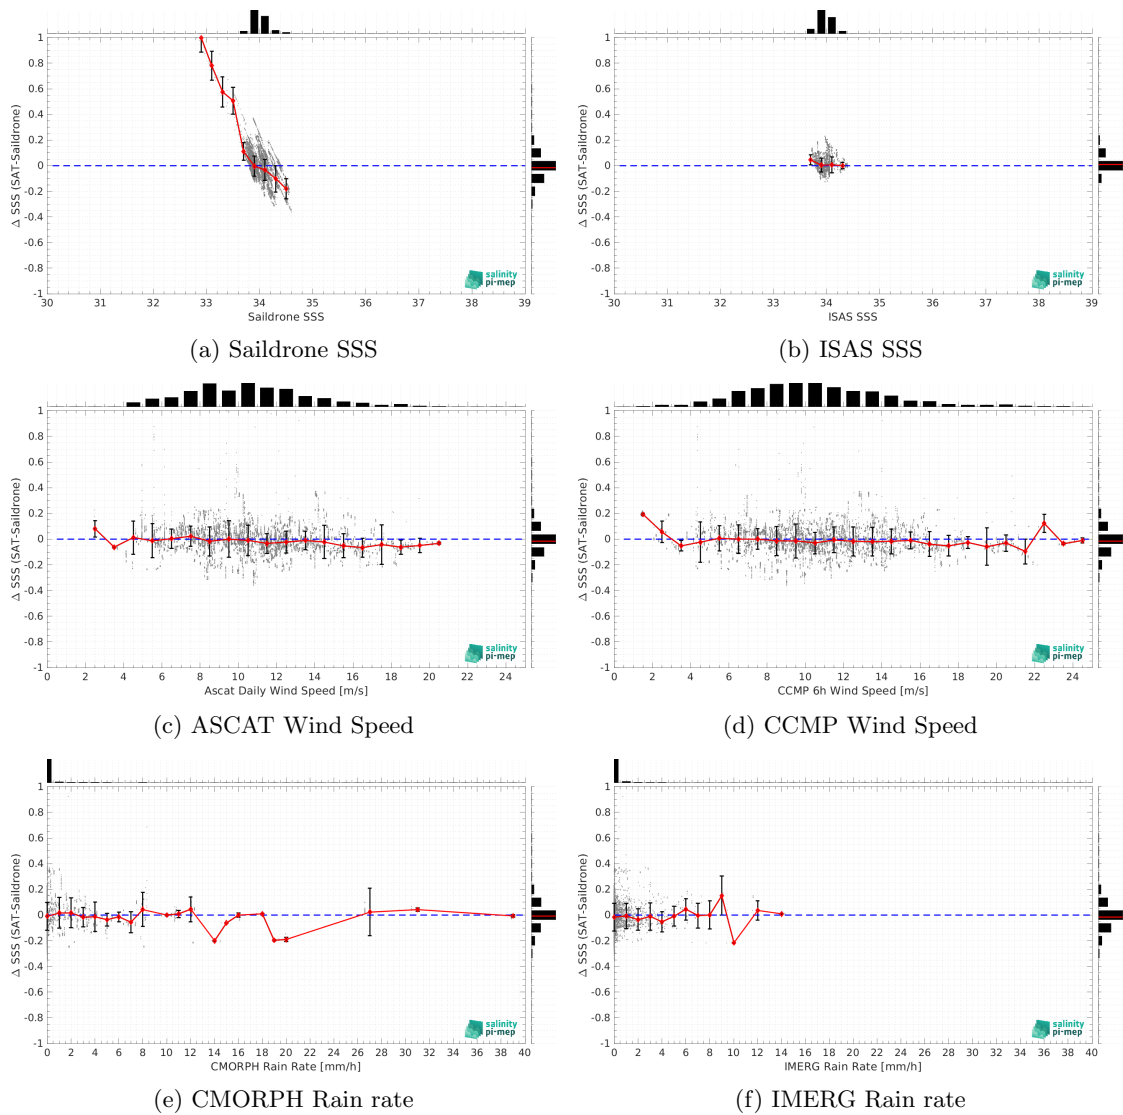 1
0.8
0.6
0.4
0.2
0
-0.2
-0.4
-0.6
-0.8
-1
Δ SSS (SAT-Saildrone)
30 31 32 33 34 35 36 37 38 39
Saildrone SSS
salinity
pi-mep
(a) Saildrone SSS
1
0.8
0.6
0.4
0.2
0
-0.2
-0.4
-0.6
-0.8
-1
Δ SSS (SAT-Saildrone)
30 31 32 33 34 35 36 37 38 39
ISAS SSS
salinity
pi-mep
(b) ISAS SSS
1
0.8
0.6
0.4
0.2
0
-0.2
-0.4
-0.6
-0.8
-1
Δ SSS (SAT-Saildrone)
0 2 4 6 8 10 12 14 16 18 20 22 24
Ascat Daily Wind Speed [m/s]
salinity
pi-mep
(c) ASCAT Wind Speed
1
0.8
0.6
0.4
0.2
0
-0.2
-0.4
-0.6
-0.8
-1
Δ SSS (SAT-Saildrone)
0 2 4 6 8 10 12 14 16 18 20 22 24
CCMP 6h Wind Speed [m/s]
salinity
pi-mep
(d) CCMP Wind Speed
1
0.8
0.6
0.4
0.2
0
-0.2
-0.4
-0.6
-0.8
-1
Δ SSS (SAT-Saildrone)
0 2 4 6 8 10 12 14 16 18 20 22 24 26 28 30 32 34 36 38 40
CMORPH Rain Rate [mm/h]
salinity
pi-mep
(e) CMORPH Rain rate
1
0.8
0.6
0.4
0.2
0
-0.2
-0.4
-0.6
-0.8
-1
Δ SSS (SAT-Saildrone)
0 2 4 6 8 10 12 14 16 18 20 22 24 26 28 30 32 34 36 38 40
IMERG Rain Rate [mm/h]
salinity
pi-mep
(f) IMERG Rain rate